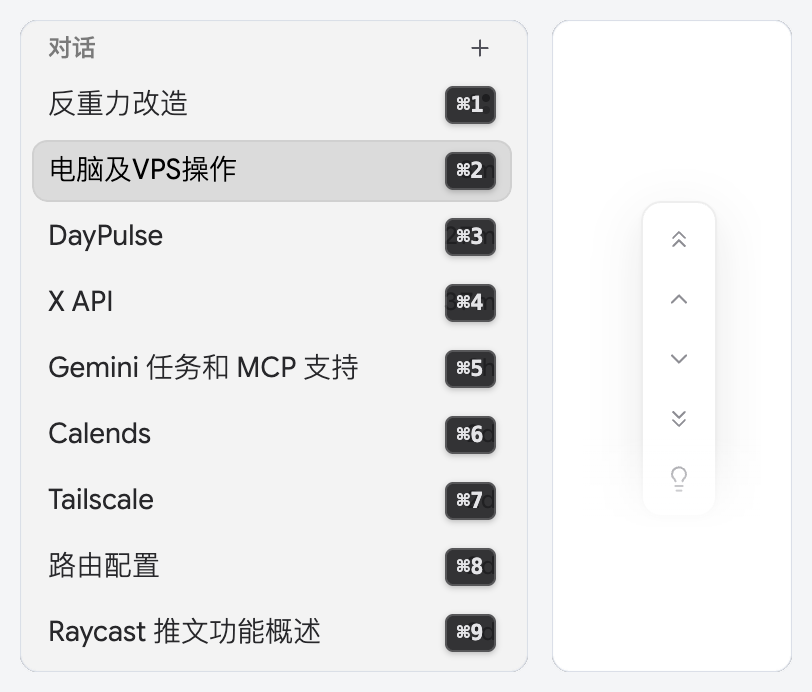 对话
反重力改造 ⌘1
电脑及VPS操作 ⌘2
DayPulse ⌘3
X API ⌘4
Gemini 任务和 MCP 支持 ⌘5
Calends ⌘6
Tailscale ⌘7
路由配置 ⌘8
Raycast 推文功能概述 ⌘9